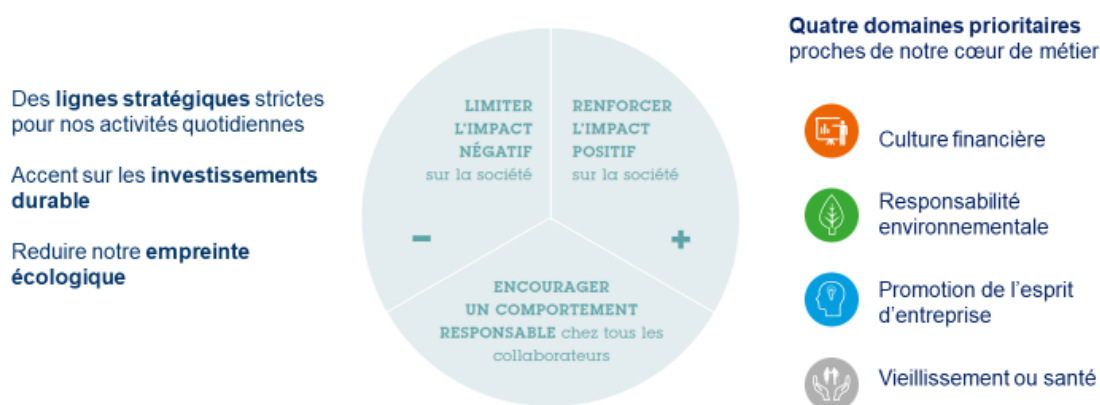 Des lignes stratégiques strictes
pour nos activités quotidiennes
Accent sur les investissements
durable
Reduire notre empreinte
écologique
LIMITER
L'IMPACT
NÉGATIF
sur la société
RENFORCER
L'IMPACT
POSITIF
sur la société
ENCOURAGER
UN COMPORTEMENT
RESPONSABLE chez tous les
collaborateurs
Quatre domaines prioritaires
proches de notre cœur de métier
Culture financière
Responsabilité
environnementale
Promotion de l'esprit
d'entreprise
Vieillissement ou santé